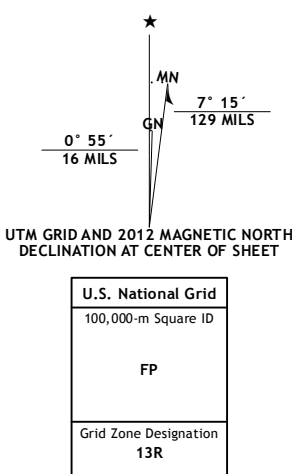 ★
MN
7° 15´
129 MILS
GN
0° 55´
16 MILS
UTM GRID AND 2012 MAGNETIC NORTH
DECLINATION AT CENTER OF SHEET
U.S. National Grid
100,000-m Square ID
FP
Grid Zone Designation
13R